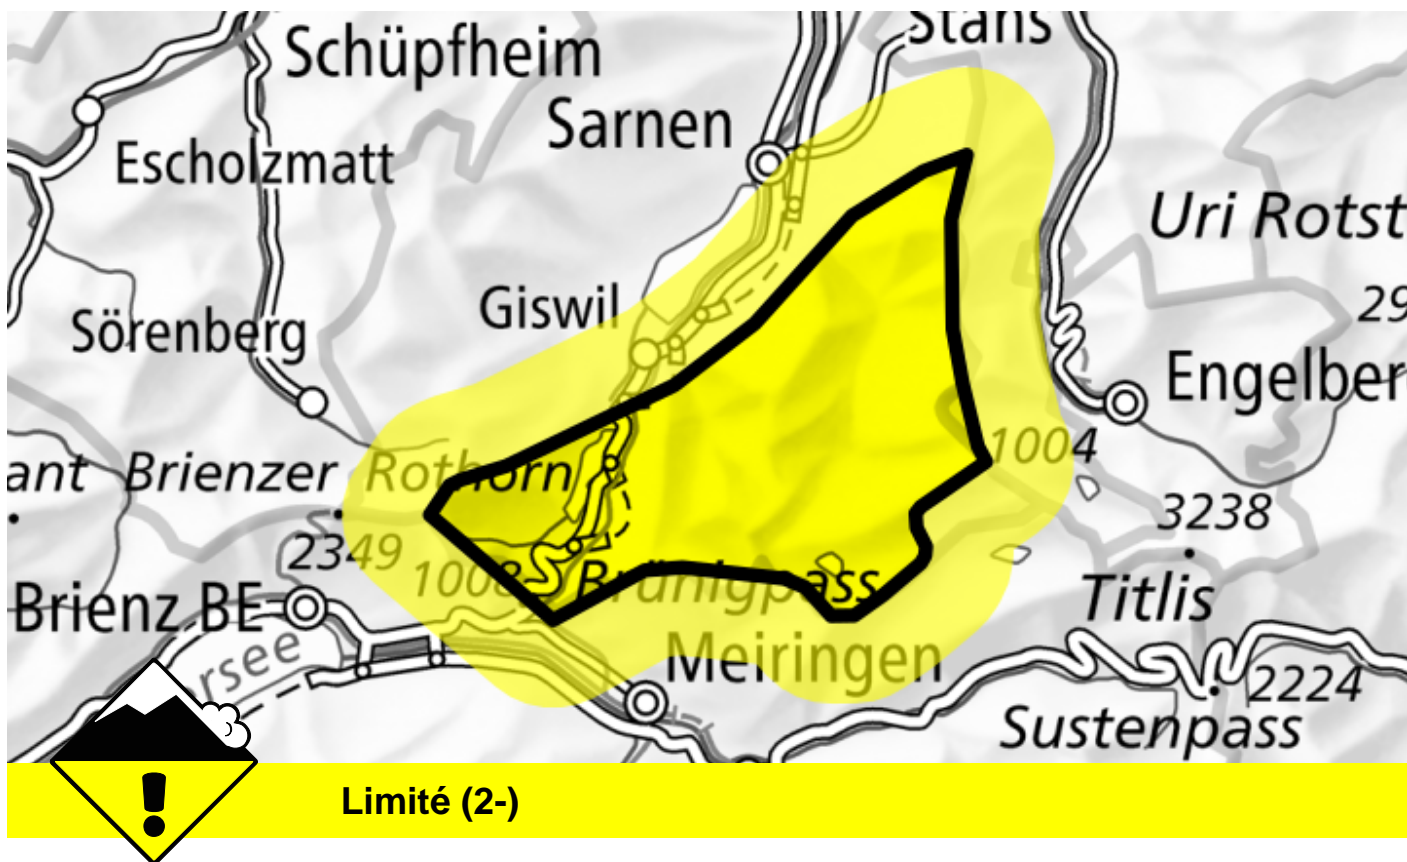 Stans
Schüpfheim
Sarnen
Escholzmatt
Uri Rotst
Giswil
29
Sörenberg
Engelber
1004
ant Brienzer Rothorn
3238
2349
1008
Brünigpass
Titlis
Brienz BE
rsee
Meiringen
2224
Sustenpass
Limité (2-)